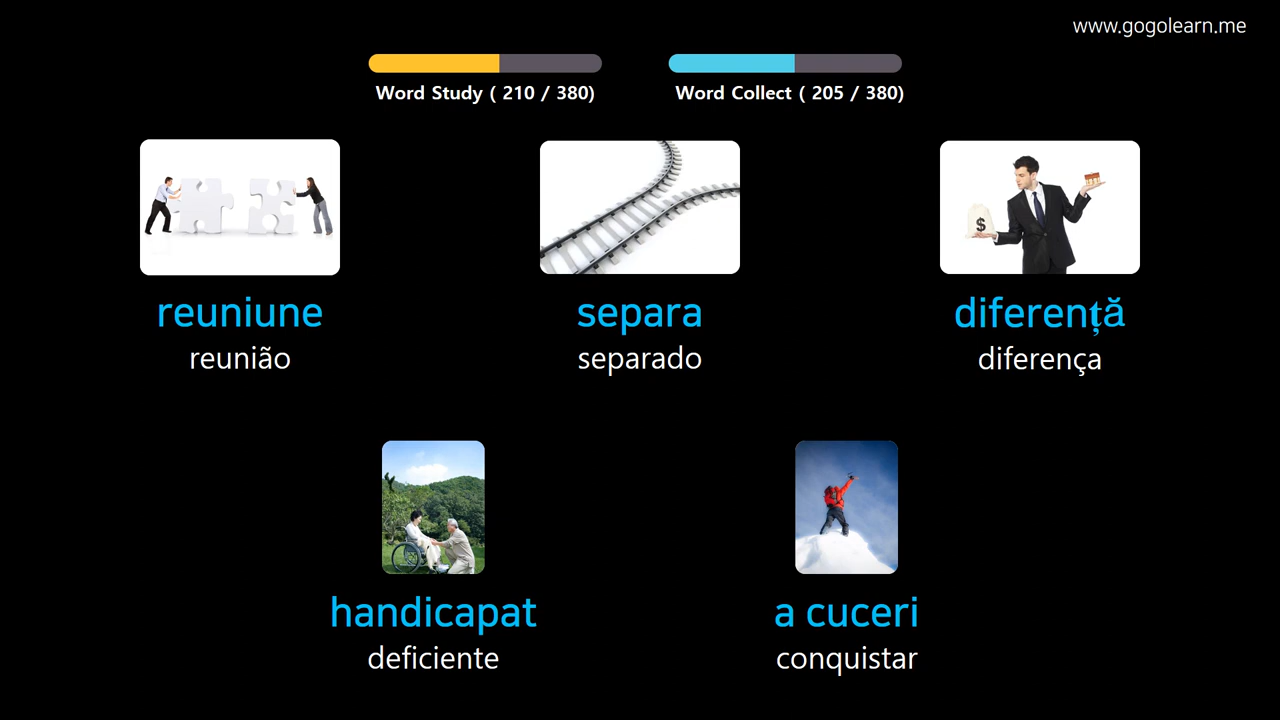 www.gogolearn.me
Word Study ( 210 / 380)
Word Collect ( 205 / 380)
$
reuniune
reunião
separa
separado
diferență
diferença
handicapat
deficiente
a cuceri
conquistar